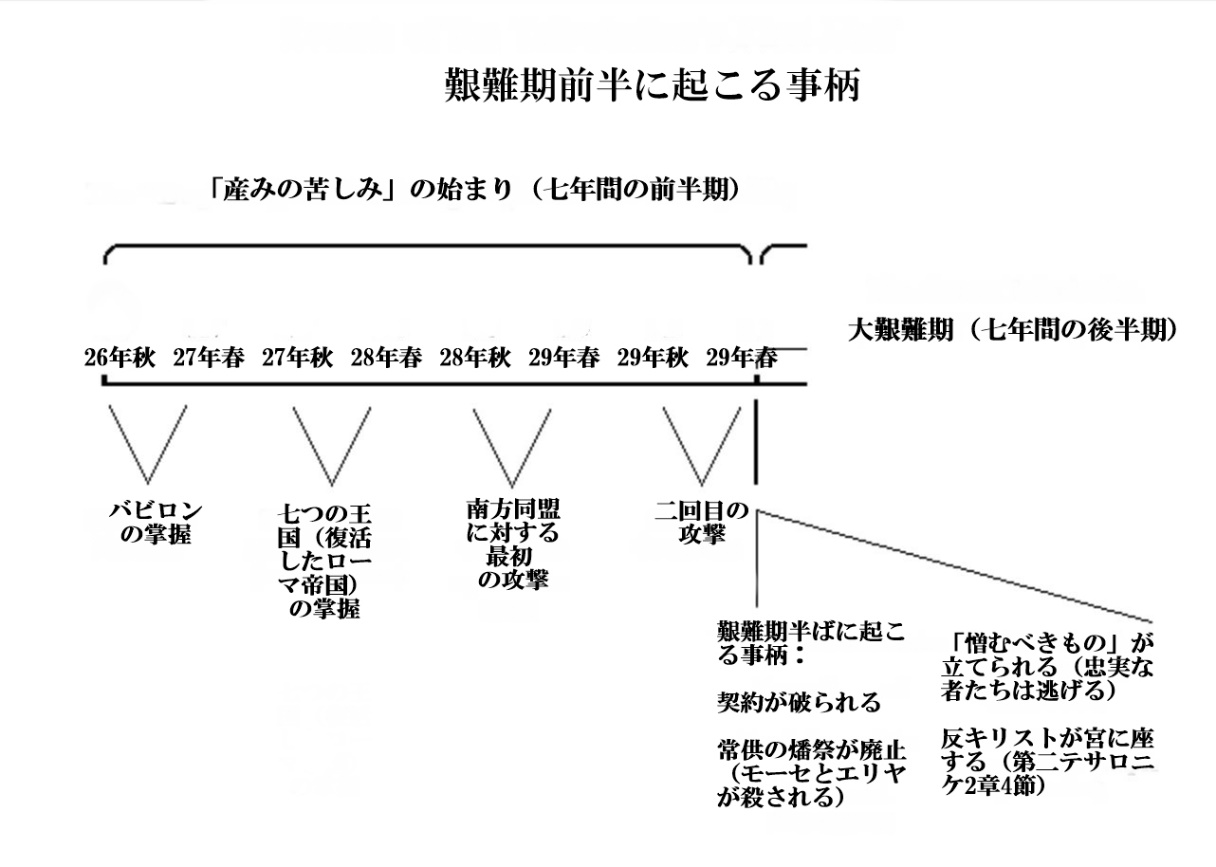 艱難期前半に起こる事柄
「産みの苦しみ」の始まり（七年間の前半期）
大艱難期（七年間の後半期）
26年秋 27年春 27年秋 28年春 28年秋 29年春 29年秋 29年春
バビロン
の掌握
七つの王
国（復活
したロー
マ帝国）
の掌握
南方同盟
に対する
最初
の攻撃
二回目の
攻撃
艱難期半ばに起こ
る事柄：
契約が破られる
常供の燔祭が廃止
（モーセとエリヤ
が殺される）
「憎むべきもの」が
立てられる（忠実な
者たちは逃げる）
反キリストが宮に座
する（第二テサロニ
ケ2章4節）